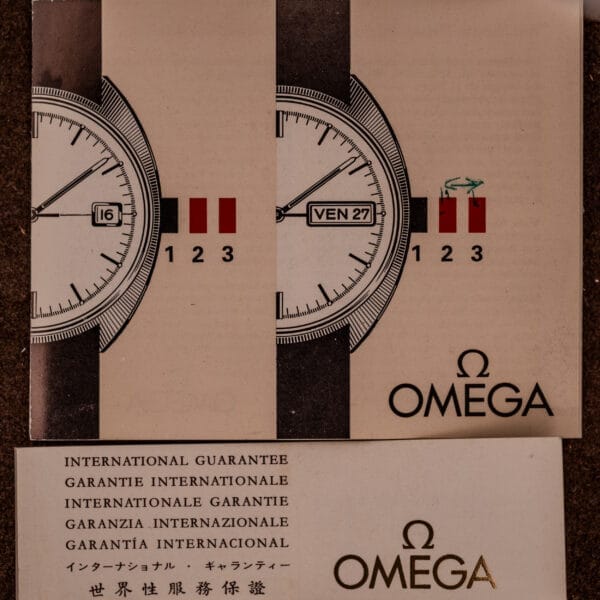 16
1 2 3
VEN 27
1 2 3
Ω
OMEGA
INTERNATIONAL GUARANTEE
GARANTIE INTERNATIONALE
INTERNATIONALE GARANTIE
GARANZIA INTERNAZIONALE
GARANTÍA INTERNACIONAL
インターナショナル・ギャランティー
世界性服務保證
Ω
OMEGA